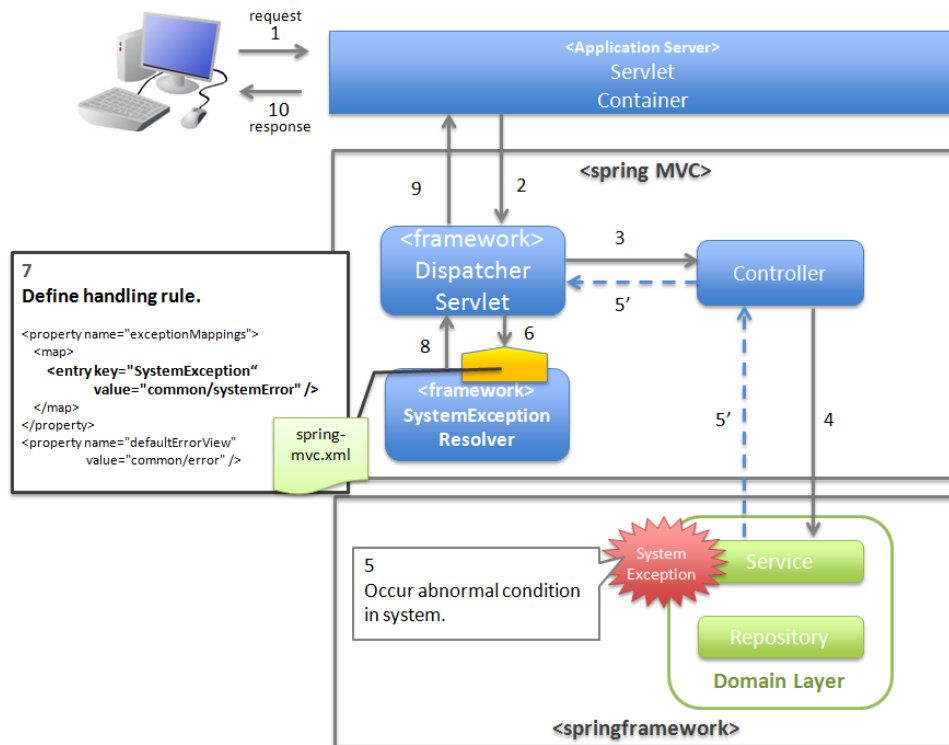 request
1
10
response
<Application Server>
Servlet
Container
<spring MVC>
9
2
<framework>
Dispatcher
Servlet
3
5’
Controller
8
6
<framework>
SystemException
Resolver
7
Define handling rule.
<property name="exceptionMappings">
<map>
<entry key="SystemException“
value="common/systemError" />
</map>
</property>
<property name="defaultErrorView"
value="common/error" />
spring-
mvc.xml
5’
4
5
Occur abnormal condition
in system.
System
Exception
Service
Repository
Domain Layer
<springframework>